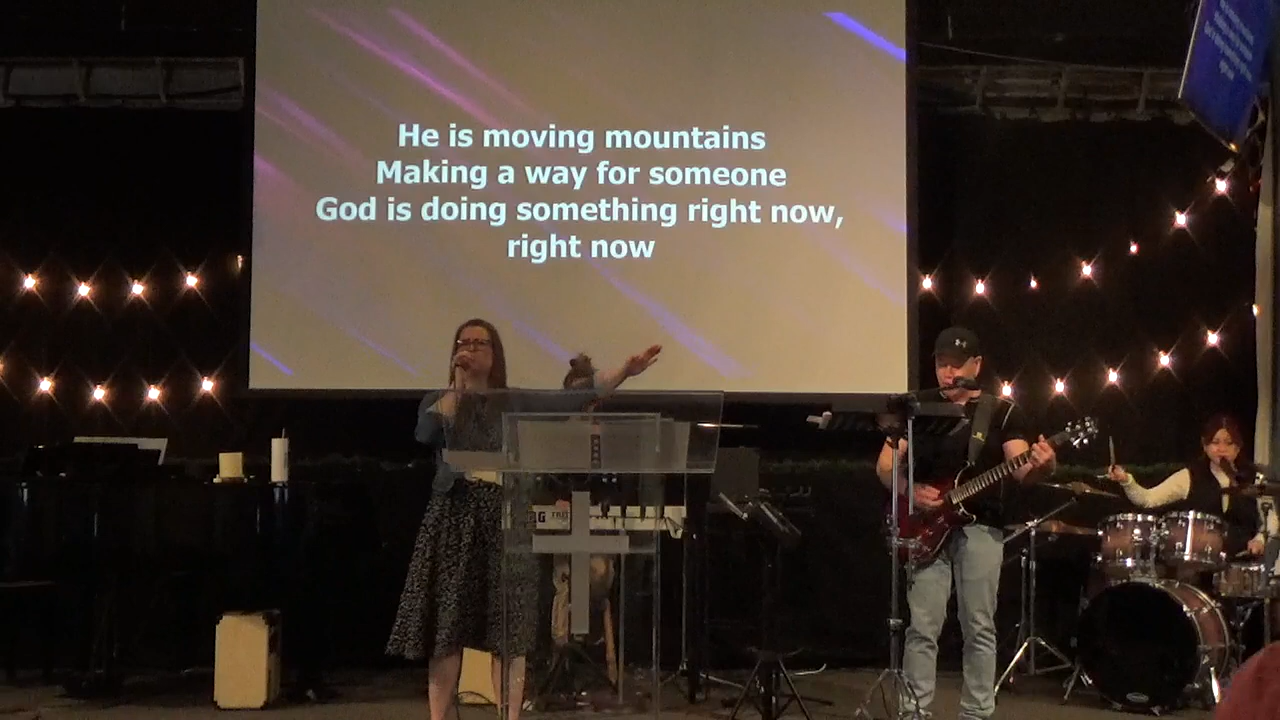 He is moving mountains
Making a way for someone
God is doing something right now,
right now